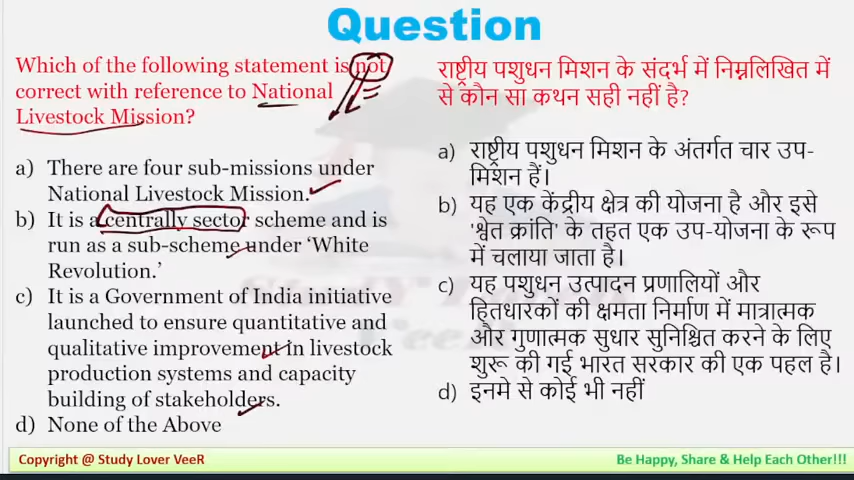 Question
Which of the following statement is not
correct with reference to National
Livestock Mission?
a) There are four sub-missions under
National Livestock Mission.
b) It is a centrally sector scheme and is
run as a sub-scheme under ‘White
Revolution.’
c) It is a Government of India initiative
launched to ensure quantitative and
qualitative improvement in livestock
production systems and capacity
building of stakeholders.
d) None of the Above
राष्ट्रीय पशुधन मिशन के संदर्भ में निम्नलिखित में
से कौन सा कथन सही नहीं है?
a) राष्ट्रीय पशुधन मिशन के अंतर्गत चार उप-
मिशन हैं।
b) यह एक केंद्रीय क्षेत्र की योजना है और इसे
'श्वेत क्रांति' के तहत एक उप-योजना के रूप
में चलाया जाता है।
c) यह पशुधन उत्पादन प्रणालियों और
हितधारकों की क्षमता निर्माण में मात्रात्मक
और गुणात्मक सुधार सुनिश्चित करने के लिए
शुरू की गई भारत सरकार की एक पहल है।
d) इनमे से कोई भी नहीं
Copyright @ Study Lover VeeR
Be Happy, Share & Help Each Other!!!